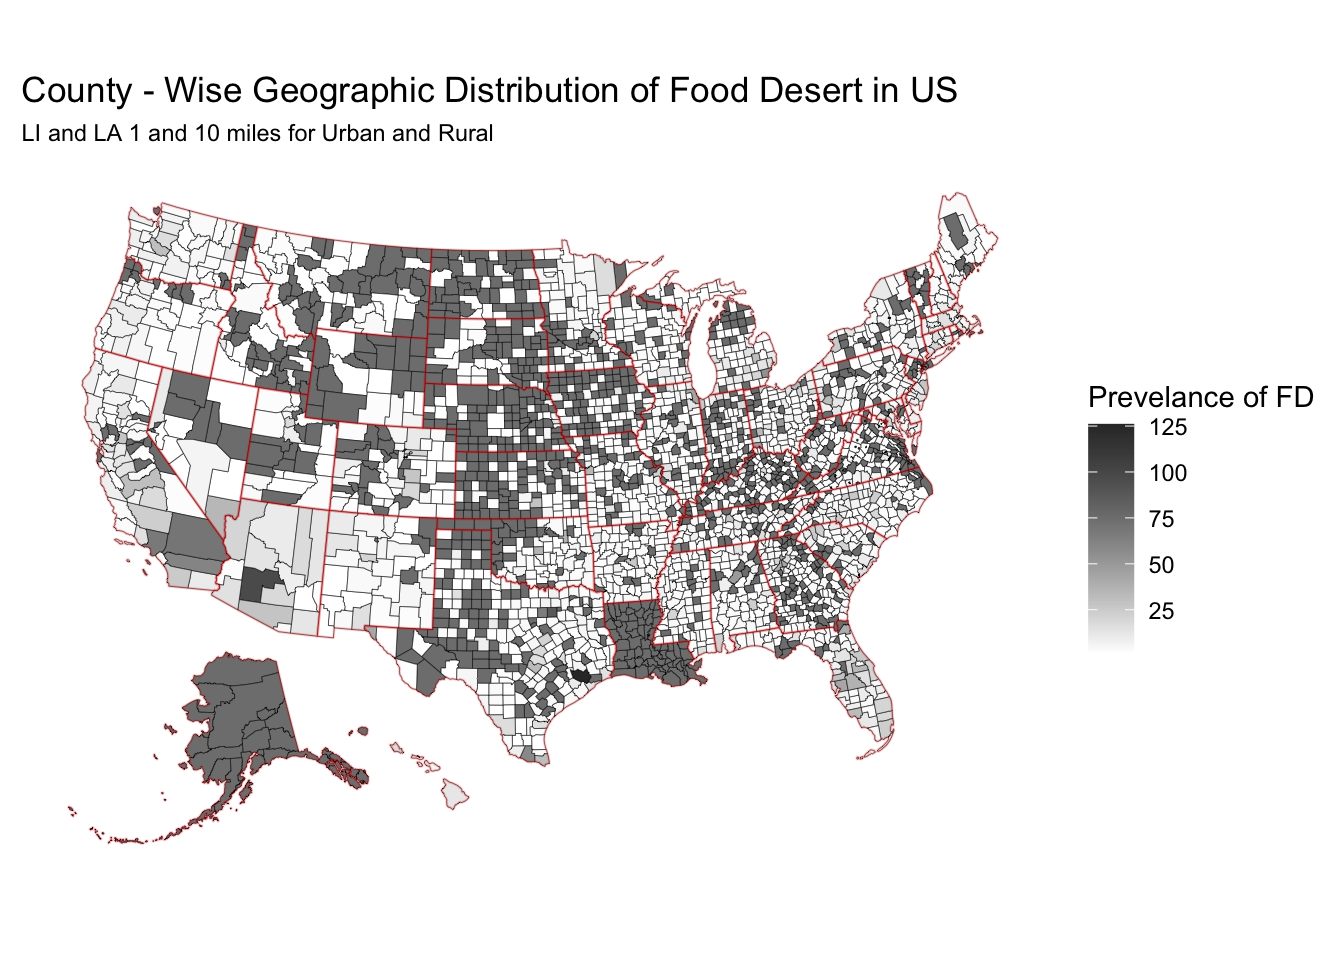 County - Wise Geographic Distribution of Food Desert in US
LI and LA 1 and 10 miles for Urban and Rural
Prevelance of FD
125
100
75
50
25